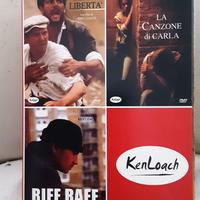 LIBERTÀ
LA
CANZONE
di CARLA
DVD
RIFF RAFF
KenLoach